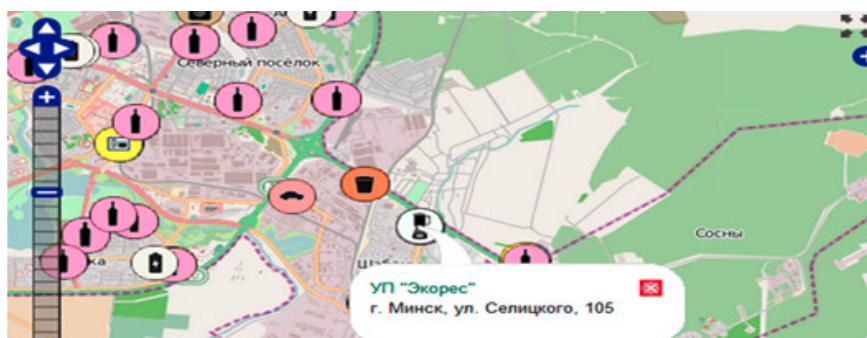 Северный поселок
Сосны
УП "Экорес"
г. Минск, ул. Селицкого, 105